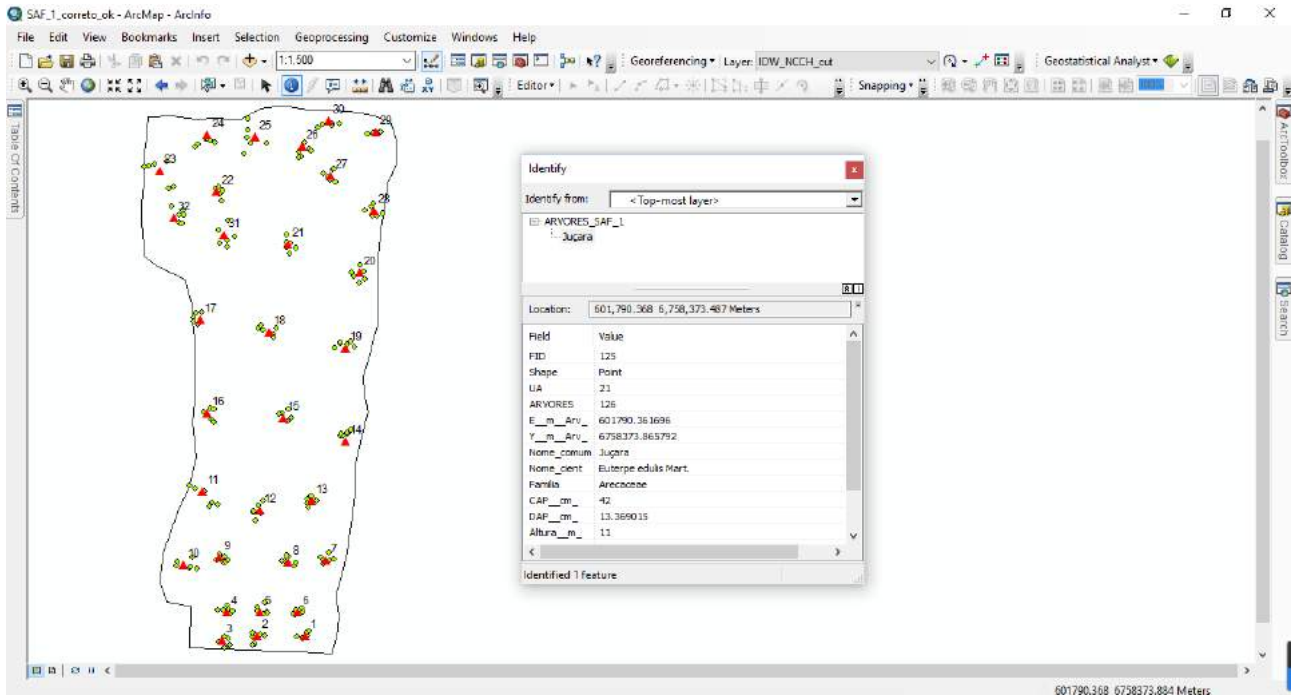 SAF_1_correto_ok - ArcMap - ArcInfo
File Edit View Bookmarks Insert Selection Geoprocessing Customize Windows Help
1:1.500 Georeferencing Layer: IDW_NCCH_cut Geostatistical Analyst
Editor Snapping
Table Of Contents
ArcToolbox
Catalog
Search
30
24 25 29
26
23 27
22
32 28
31 21
20
17
18
19
16 15
14
11
12 13
10 9 8 7
4 5 6
3 2 1
Identify
Identify from: <Top-most layer>
ARVORES_SAF_1
Juçara
Location: 601,790.368 6,758,373.487 Meters
Field Value
FID 125
Shape Point
UA 21
ARVORES 126
E__m__Arv_ 601790.361696
Y__m__Arv_ 6758373.865792
Nome_comum Juçara
Nome_cient Euterpe edulis Mart.
Familia Arecaceae
CAP__cm_ 42
DAP__cm_ 13.369015
Altura__m_ 11
Identified 1 feature
601790.368 6758373.884 Meters